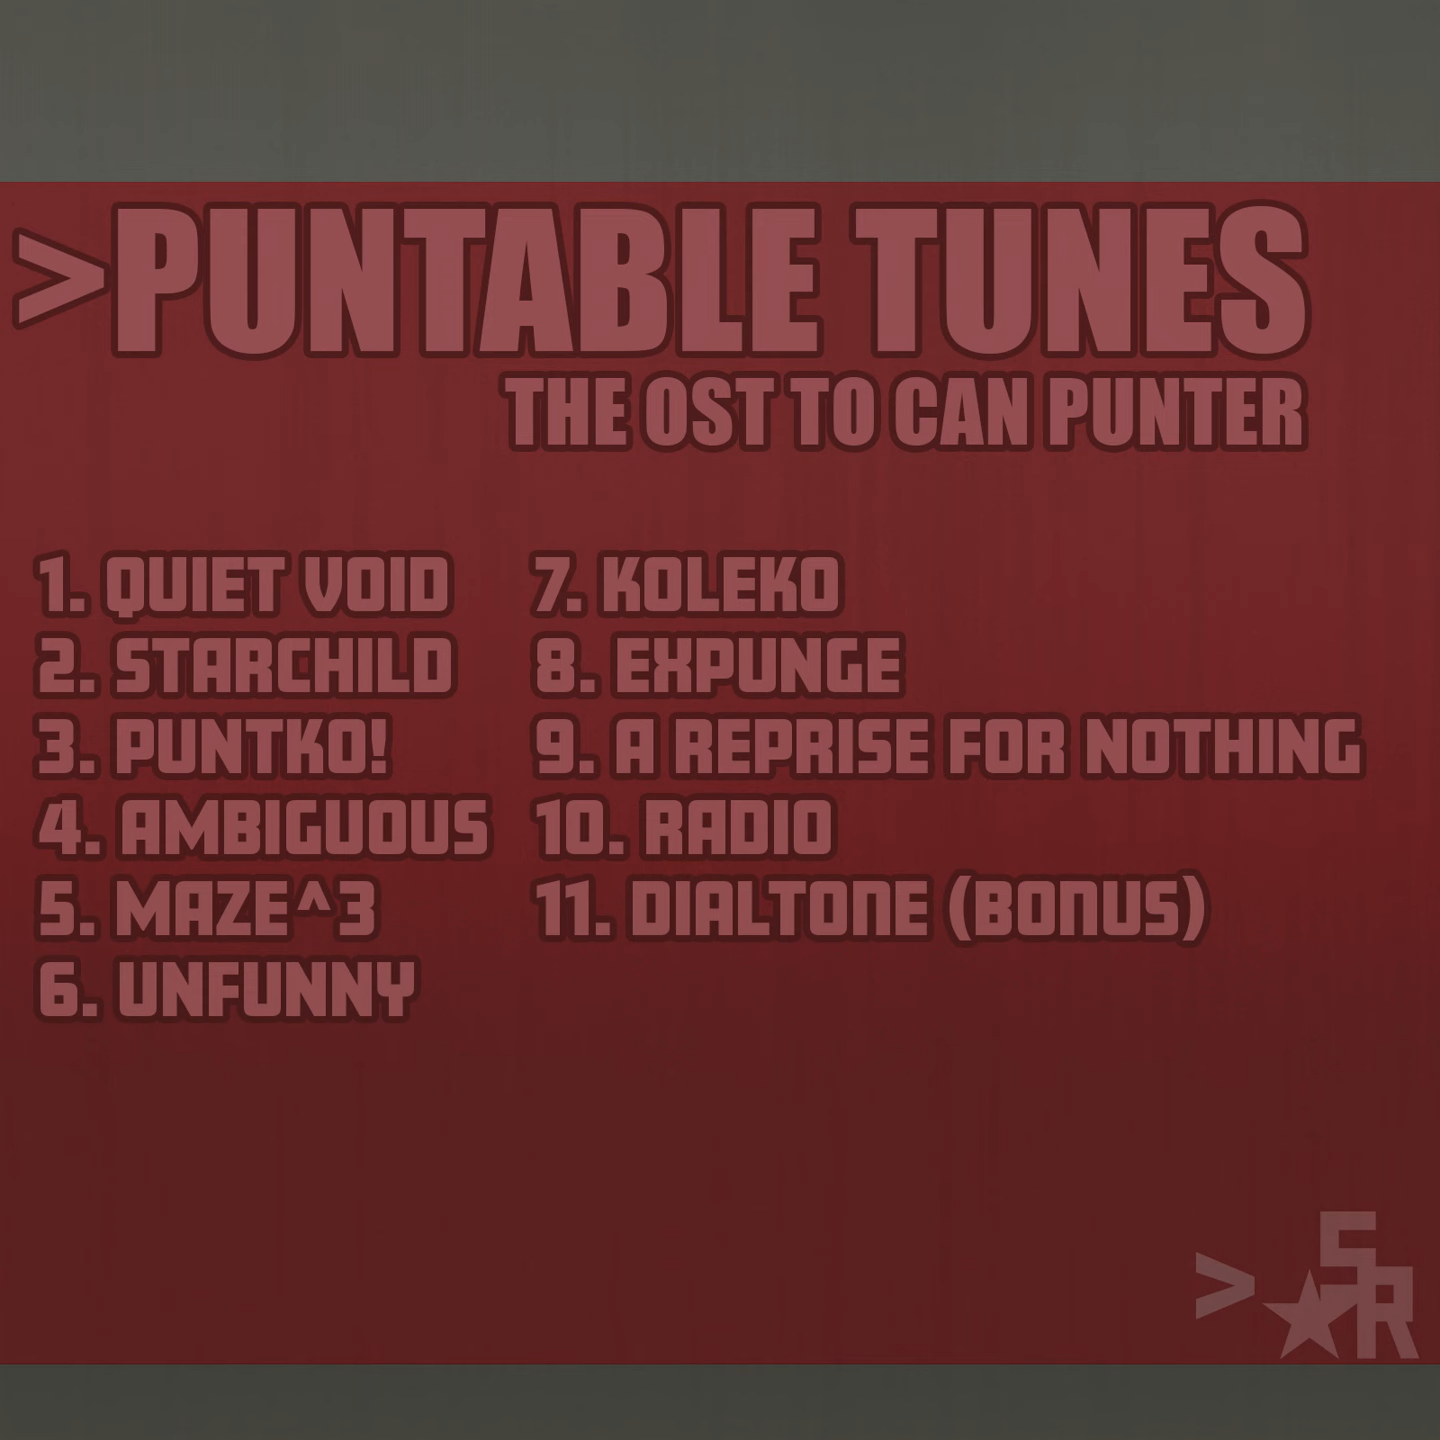 >PUNTABLE TUNES
THE OST TO CAN PUNTER
1. QUIET VOID
2. STARCHILD
3. PUNTKO!
4. AMBIGUOUS
5. MAZE^3
6. UNFUNNY
7. KOLEKO
8. EXPUNGE
9. A REPRISE FOR NOTHING
10. RADIO
11. DIALTONE (BONUS)
>★SR